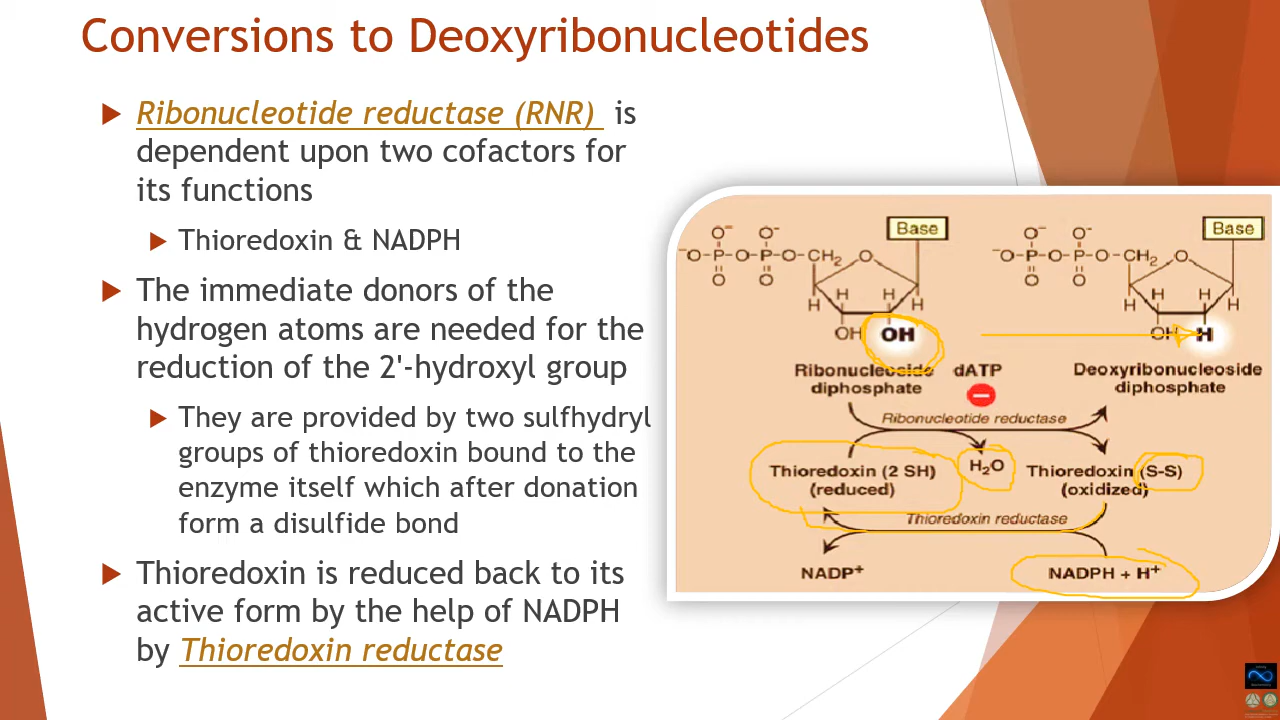 Conversions to Deoxyribonucleotides
Ribonucleotide reductase (RNR) is
dependent upon two cofactors for
its functions
Thioredoxin & NADPH
The immediate donors of the
hydrogen atoms are needed for the
reduction of the 2'-hydroxyl group
They are provided by two sulfhydryl
groups of thioredoxin bound to the
enzyme itself which after donation
form a disulfide bond
Thioredoxin is reduced back to its
active form by the help of NADPH
by Thioredoxin reductase
Base
O⁻ O⁻
⁻O-P-O-P-O-CH₂ O
O O
H H H H
OH OH
Ribonucleoside
diphosphate
dATP
Base
O⁻ O⁻
⁻O-P-O-P-O-CH₂ O
O O
H H H H
OH H
Deoxyribonucleoside
diphosphate
Ribonucleotide reductase
Thioredoxin (2 SH)
(reduced)
H₂O
Thioredoxin (S-S)
(oxidized)
Thioredoxin reductase
NADP⁺
NADPH + H⁺